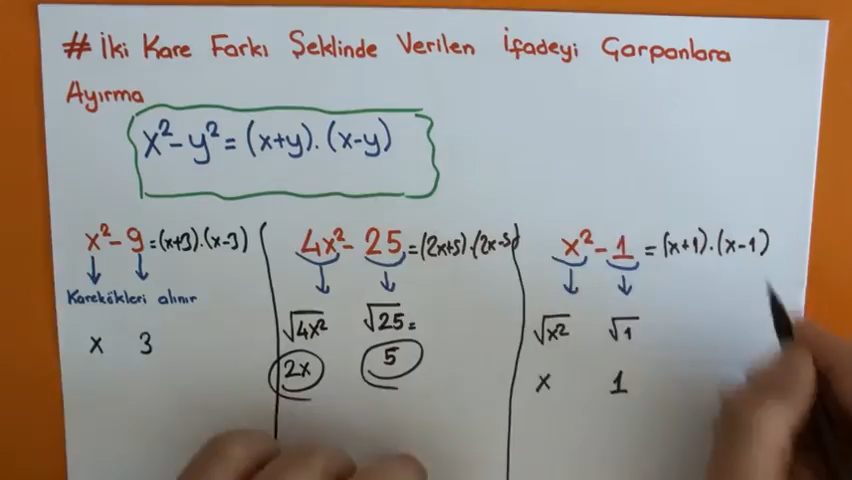 # İki Kare Farkı Şeklinde Verilen İfadeyi Çarpanlara
Ayırma
x² - y² = (x+y).(x-y)
x² - 9 = (x+3).(x-3)
Karekökleri alınır
x 3
4x² - 25 = (2x+5).(2x-5)
√4x² √25 =
2x 5
x² - 1 = (x+1).(x-1)
√x² √1
x 1